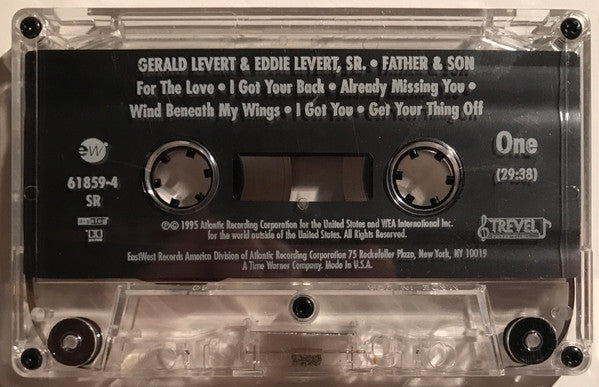 GERALD LEVERT & EDDIE LEVERT, SR. • FATHER & SON
For The Love • I Got Your Back • Already Missing You •
Wind Beneath My Wings • I Got You • Get Your Thing Off
eW
One
61859-4
SR
(29:38)
TREVEL
℗© 1995 Atlantic Recording Corporation for the United States and WEA International Inc.
for the world outside of the United States. All Rights Reserved.
EastWest Records America Division of Atlantic Recording Corporation 75 Rockefeller Plaza, New York, NY 10019
A Time Warner Company. Made In U.S.A.